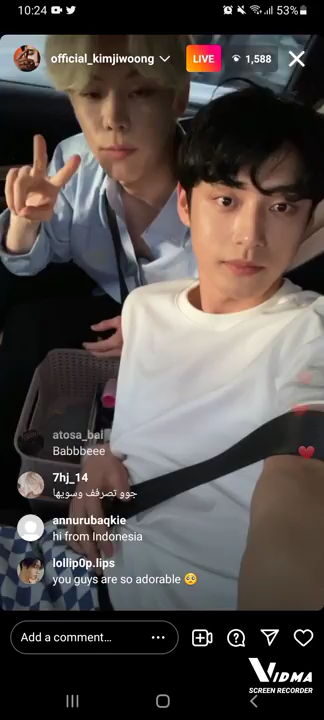 10:24
53%
official_kimjiwoong
LIVE
1,588
atosa_bal
Babbbeee
7hj_14
جوو تصرفف وسويها
annurubaqkie
hi from Indonesia
lollip0p.lips
you guys are so adorable 🥺
Add a comment...
VIDMA
SCREEN RECORDER